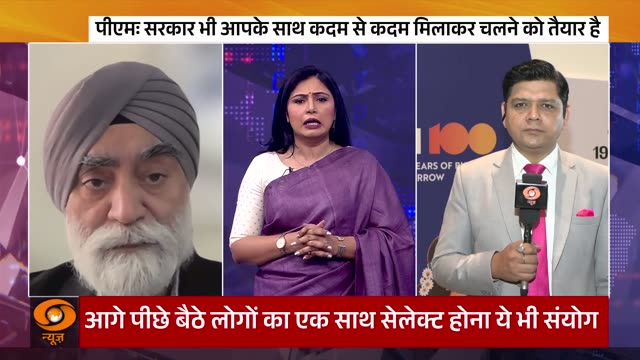 पीएमः सरकार भी आपके साथ कदम से कदम मिलाकर चलने को तैयार है
100
YEARS OF
RROW
19
न्यूज़
आगे पीछे बैठे लोगों का एक साथ सेलेक्ट होना ये भी संयोग
न्यूज़